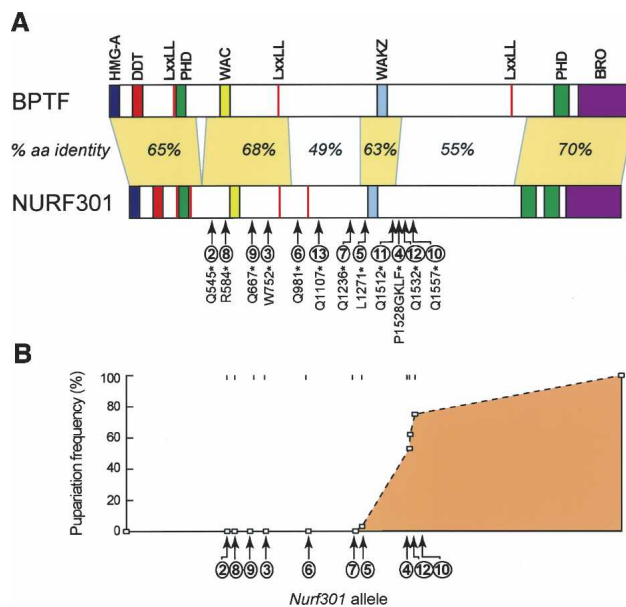 A
HMG-A
DDT
LxxLL
PHD
WAC
LxxLL
WAKZ
LxxLL
PHD
BRO
BPTF
% aa identity
65%
68%
49%
63%
55%
70%
NURF301
2 8 9 3 6 13 7 5 11 4 12 10
Q545*
R584*
Q667*
W752*
Q981*
Q1107*
Q1236*
L1271*
Q1512*
P1528GKLF*
Q1532*
Q1557*
B
Pupariation frequency (%)
100
80
60
40
20
0
2 8 9 3 6 7 5 4 12 10
Nurf301 allele